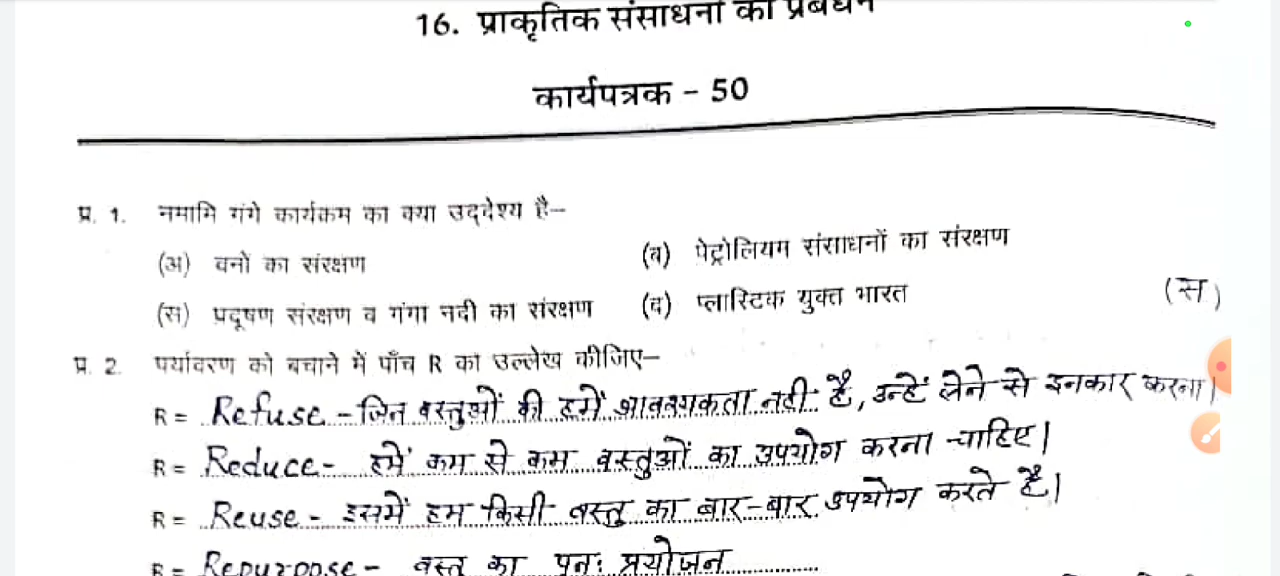 16. प्राकृतिक संसाधनों का प्रबंधन
कार्यपत्रक - 50
प्र. 1. नमामि गंगे कार्यक्रम का क्या उद्देश्य है–
(अ) वनो का संरक्षण (ब) पेट्रोलियम संसाधनों का संरक्षण
(स) प्रदूषण संरक्षण व गंगा नदी का संरक्षण (द) प्लास्टिक युक्त भारत (स)
प्र. 2. पर्यावरण को बचाने में पाँच R का उल्लेख कीजिए–
R = Refuse - जिन वस्तुओं की हमें आवश्यकता नही है, उन्हें लेने से इनकार करना।
R = Reduce - हमें कम से कम वस्तुओं का उपयोग करना चाहिए।
R = Reuse - इसमें हम किसी वस्तु का बार-बार उपयोग करते है।
R = Repurpose - वस्तु का पुनः प्रयोजन